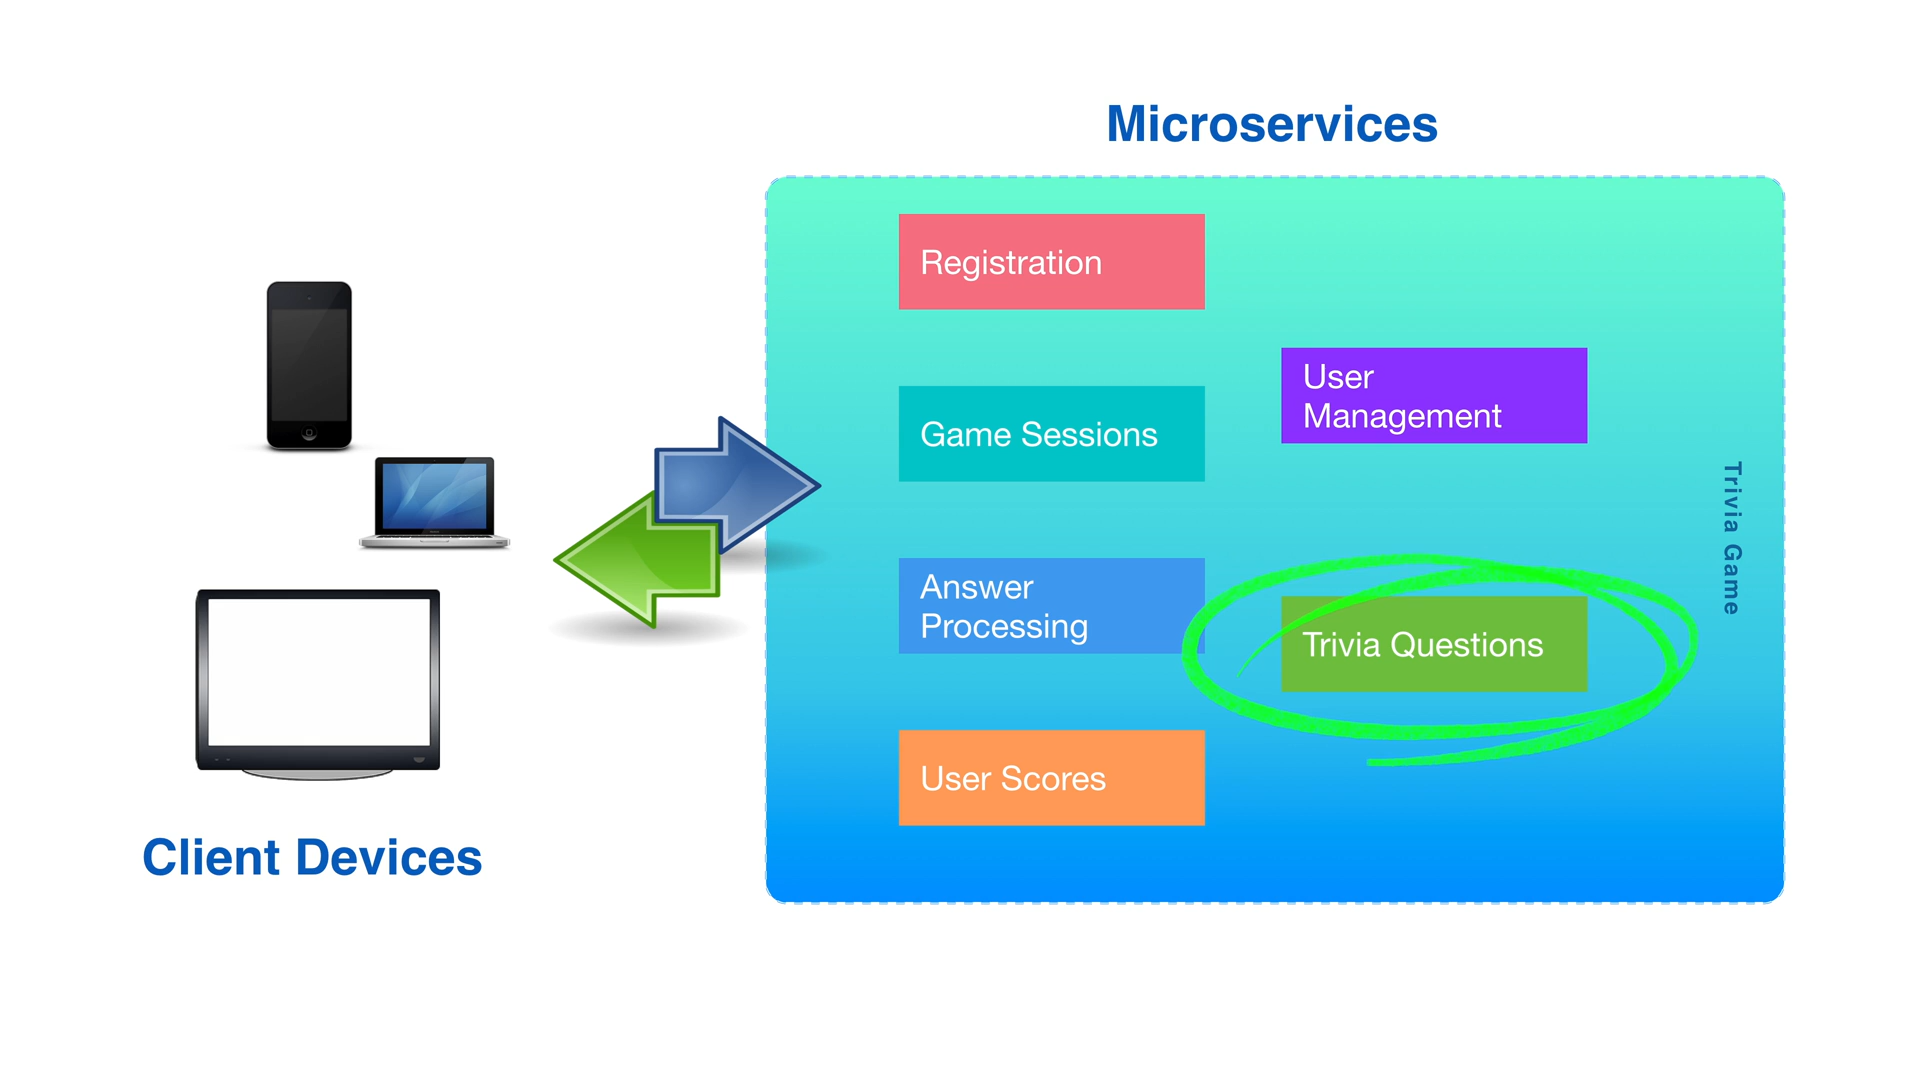 Microservices
Registration
Game Sessions
Answer
Processing
User Scores
User
Management
Trivia Questions
Trivia Game
Client Devices